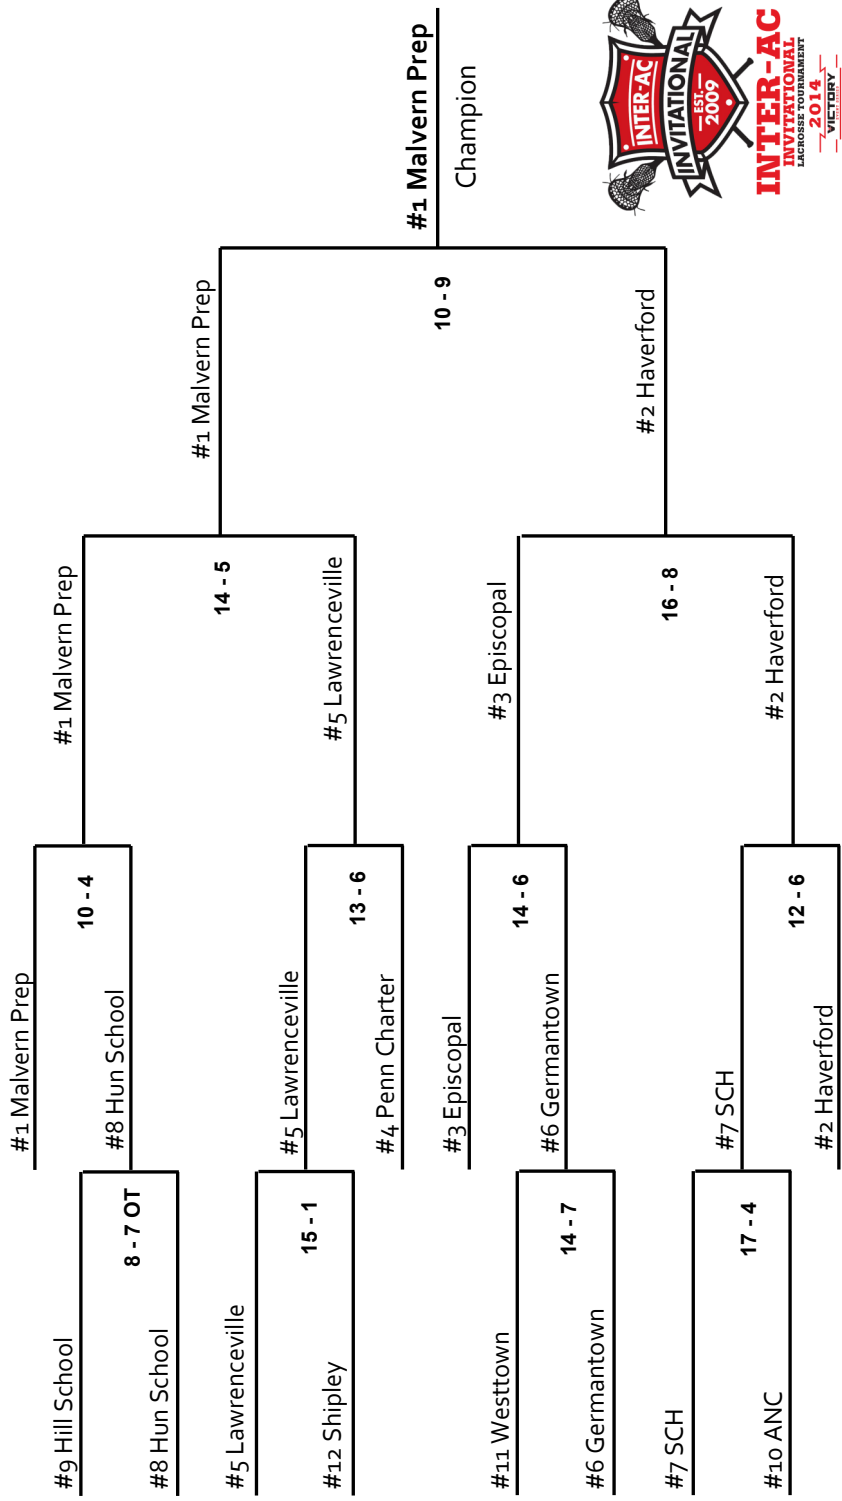 #9 Hill School
8 - 7 OT
#8 Hun School
#5 Lawrenceville
15 - 1
#12 Shipley
#11 Westtown
14 - 7
#6 Germantown
#7 SCH
17 - 4
#10 ANC
#1 Malvern Prep
10 - 4
#8 Hun School
#5 Lawrenceville
13 - 6
#4 Penn Charter
#3 Episcopal
14 - 6
#6 Germantown
#7 SCH
12 - 6
#2 Haverford
#1 Malvern Prep
14 - 5
#5 Lawrenceville
#3 Episcopal
16 - 8
#2 Haverford
#1 Malvern Prep
10 - 9
#2 Haverford
#1 Malvern Prep
Champion
INTER-AC
INVITATIONAL
EST.
2009
INTER-AC
INVITATIONAL
LACROSSE TOURNAMENT
2014
VICTORY